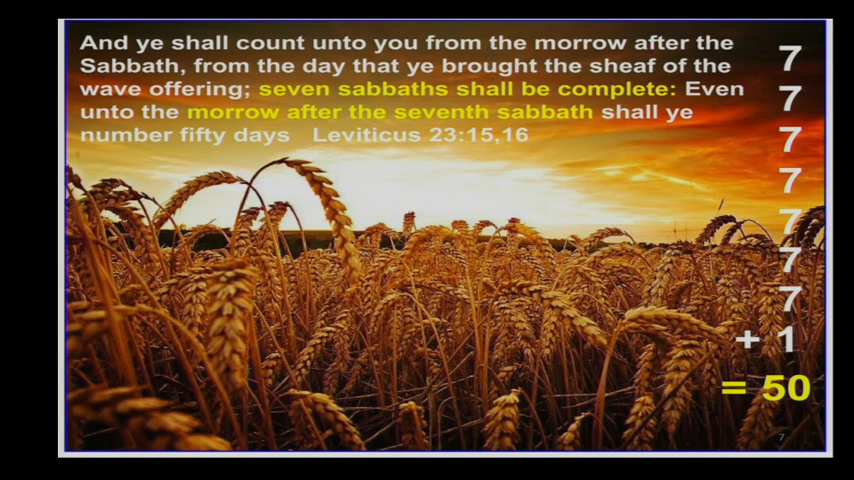 And ye shall count unto you from the morrow after the
Sabbath, from the day that ye brought the sheaf of the
wave offering; seven sabbaths shall be complete: Even
unto the morrow after the seventh sabbath shall ye
number fifty days Leviticus 23:15,16
7
7
7
7
7
7
7
+ 1
= 50
7